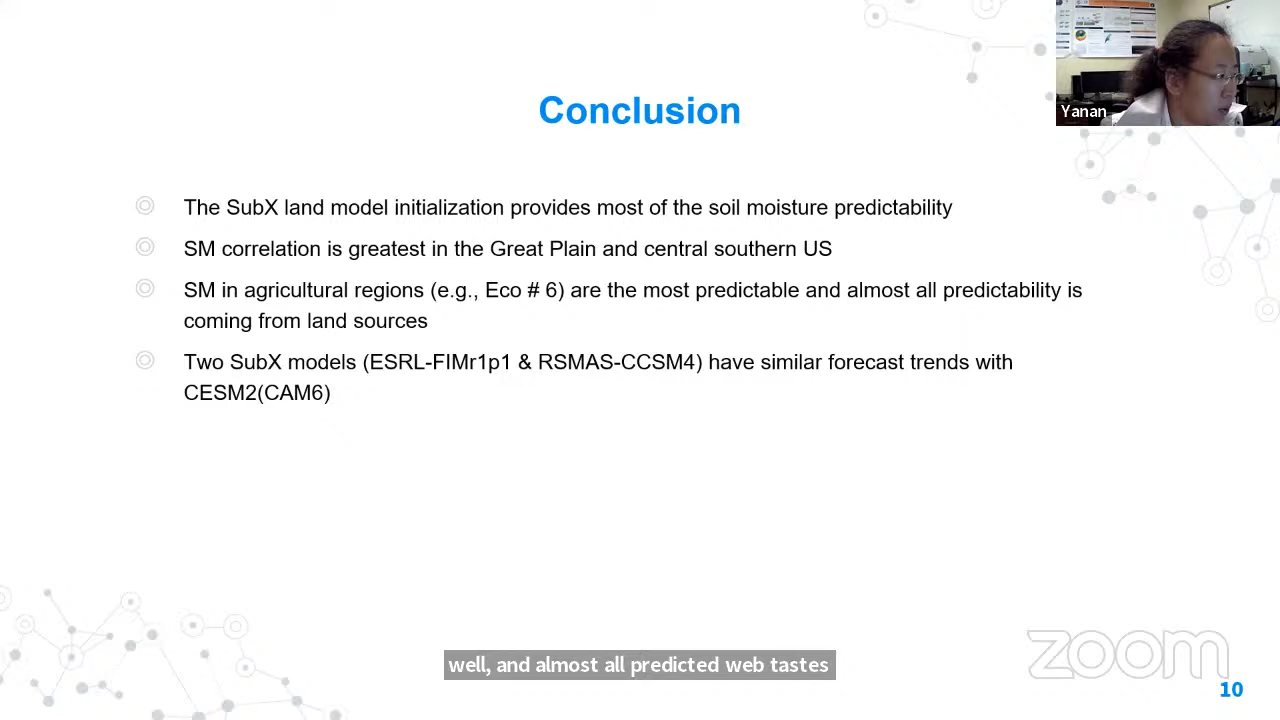 Yanan
Conclusion
The SubX land model initialization provides most of the soil moisture predictability
SM correlation is greatest in the Great Plain and central southern US
SM in agricultural regions (e.g., Eco # 6) are the most predictable and almost all predictability is
coming from land sources
Two SubX models (ESRL-FIMr1p1 & RSMAS-CCSM4) have similar forecast trends with
CESM2(CAM6)
well, and almost all predicted web tastes
zoom
10